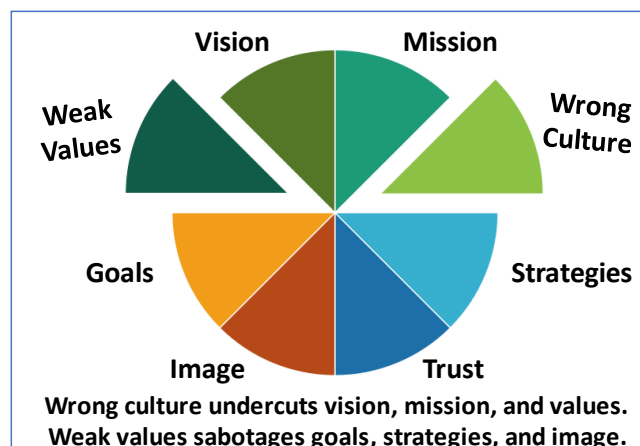 Vision
Mission
Weak
Values
Wrong
Culture
Goals
Strategies
Image
Trust
Wrong culture undercuts vision, mission, and values.
Weak values sabotages goals, strategies, and image.